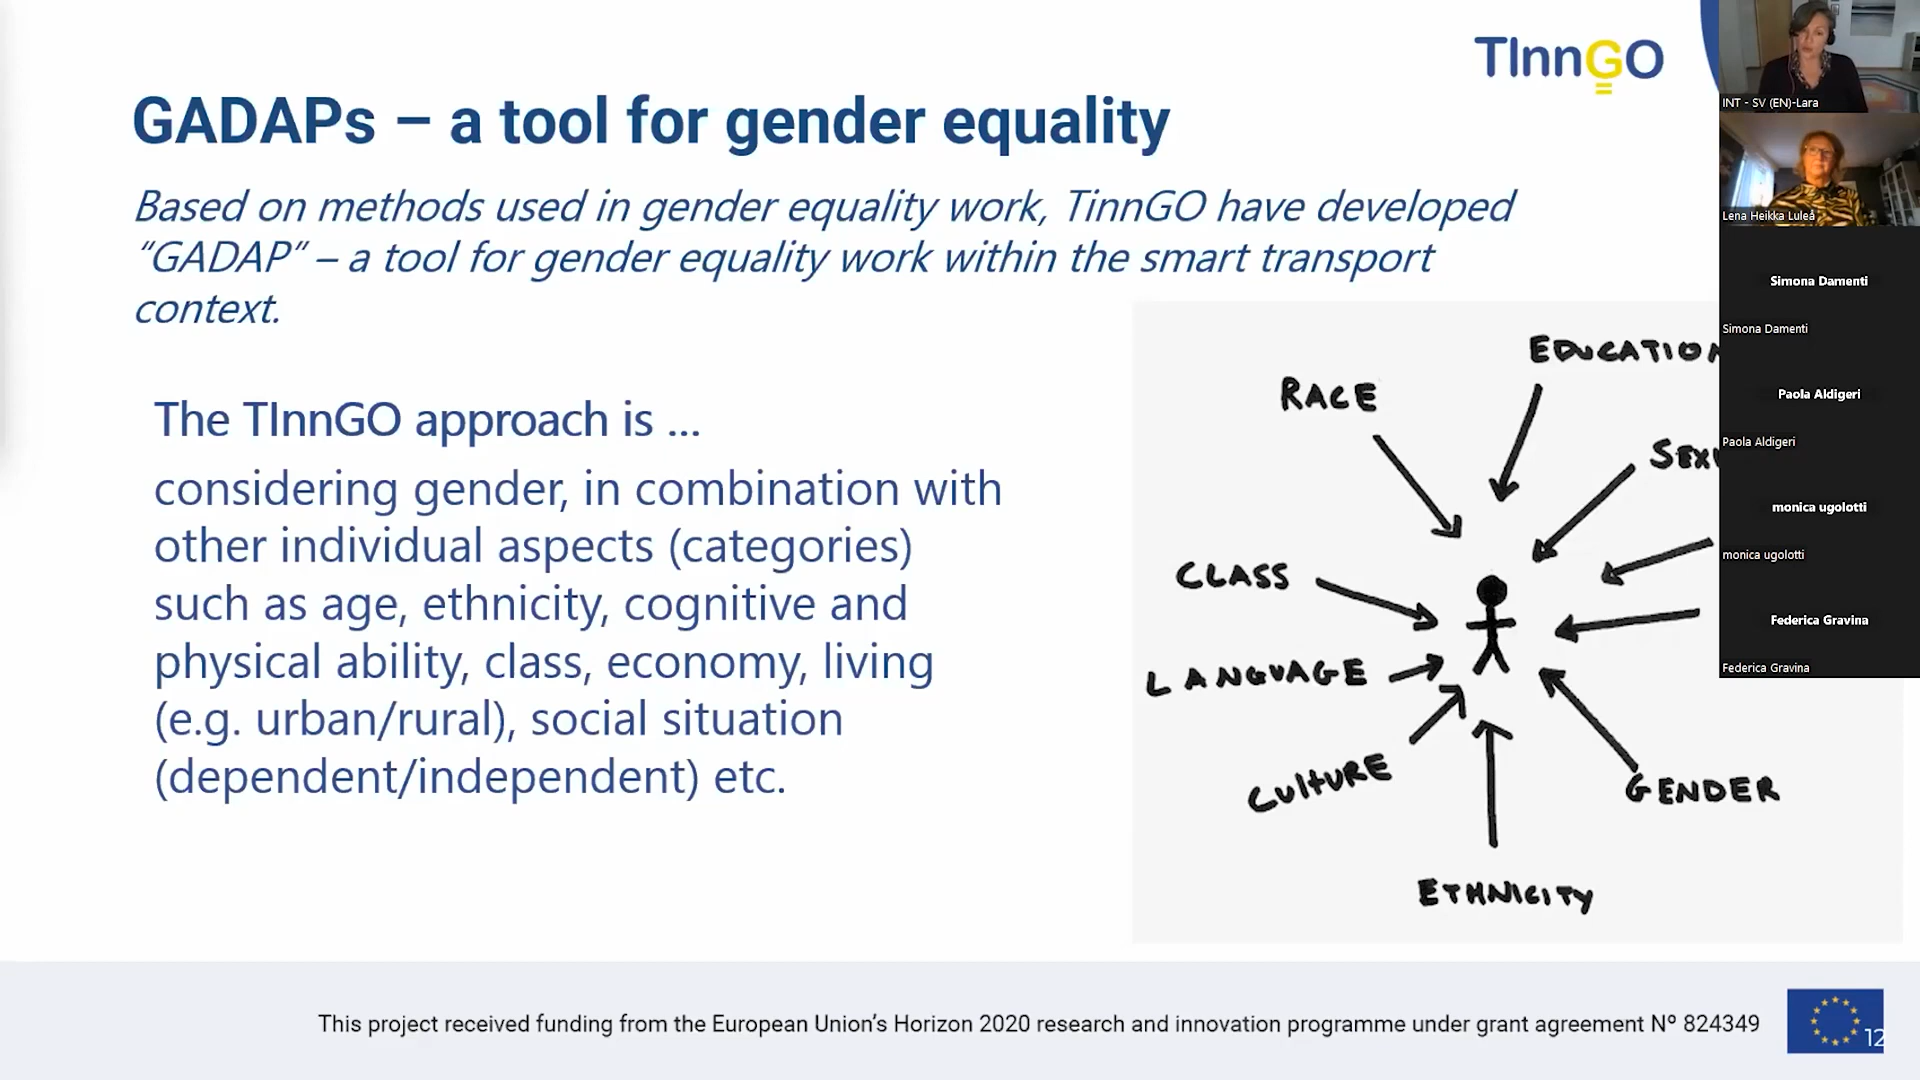 TInnGO
GADAPs – a tool for gender equality
Based on methods used in gender equality work, TinnGO have developed
“GADAP” – a tool for gender equality work within the smart transport
context.
The TInnGO approach is ...
considering gender, in combination with
other individual aspects (categories)
such as age, ethnicity, cognitive and
physical ability, class, economy, living
(e.g. urban/rural), social situation
(dependent/independent) etc.
EDUCATION
RACE
CLASS
LANGUAGE
CULTURE
GENDER
ETHNICITY
INT - SV (EN)-Lara
Lena Heikka Luleå
Simona Damenti
Simona Damenti
Paola Aldigeri
Paola Aldigeri
monica ugolotti
monica ugolotti
Federica Gravina
Federica Gravina
This project received funding from the European Union’s Horizon 2020 research and innovation programme under grant agreement Nº 824349
12